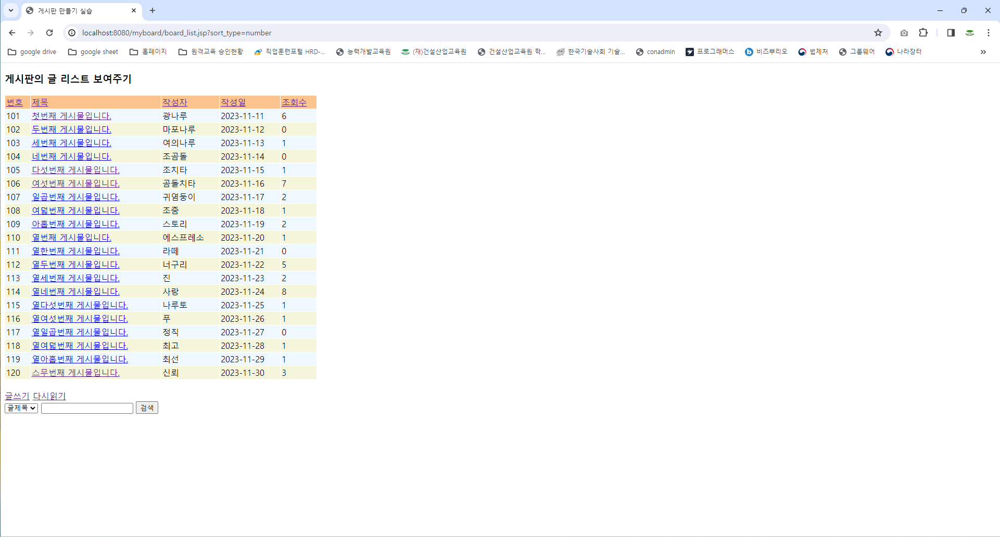 게시판 만들기 실습
localhost:8080/myboard/board_list.jsp?sort_type=number
google drive google sheet 홈페이지 원격교육 승인현황 직업훈련포털 HRD-... 능력개발교육원 (재)건설산업교육원 건설산업교육원 학... 한국기술사회 기술... conadmin 프로그래머스 비즈뿌리오 법제처 그룹웨어 나라장터
게시판의 글 리스트 보여주기
번호 제목 작성자 작성일 조회수
101 첫번째 게시물입니다. 광나루 2023-11-11 6
102 두번째 게시물입니다. 마포나루 2023-11-12 0
103 세번째 게시물입니다. 여의나루 2023-11-13 1
104 네번째 게시물입니다. 조곰돌 2023-11-14 0
105 다섯번째 게시물입니다. 조치타 2023-11-15 1
106 여섯번째 게시물입니다. 곰돌치타 2023-11-16 7
107 일곱번째 게시물입니다. 귀염둥이 2023-11-17 2
108 여덟번째 게시물입니다. 조줌 2023-11-18 1
109 아홉번째 게시물입니다. 스토리 2023-11-19 2
110 열번째 게시물입니다. 에스프레소 2023-11-20 1
111 열한번째 게시물입니다. 라떼 2023-11-21 0
112 열두번째 게시물입니다. 너구리 2023-11-22 5
113 열세번째 게시물입니다. 진 2023-11-23 2
114 열네번째 게시물입니다. 사랑 2023-11-24 8
115 열다섯번째 게시물입니다. 나루토 2023-11-25 1
116 열여섯번째 게시물입니다. 푸 2023-11-26 1
117 열일곱번째 게시물입니다. 정직 2023-11-27 0
118 열여덟번째 게시물입니다. 최고 2023-11-28 1
119 열아홉번째 게시물입니다. 최선 2023-11-29 1
120 스무번째 게시물입니다. 신뢰 2023-11-30 3
글쓰기 다시읽기
글제목 검색